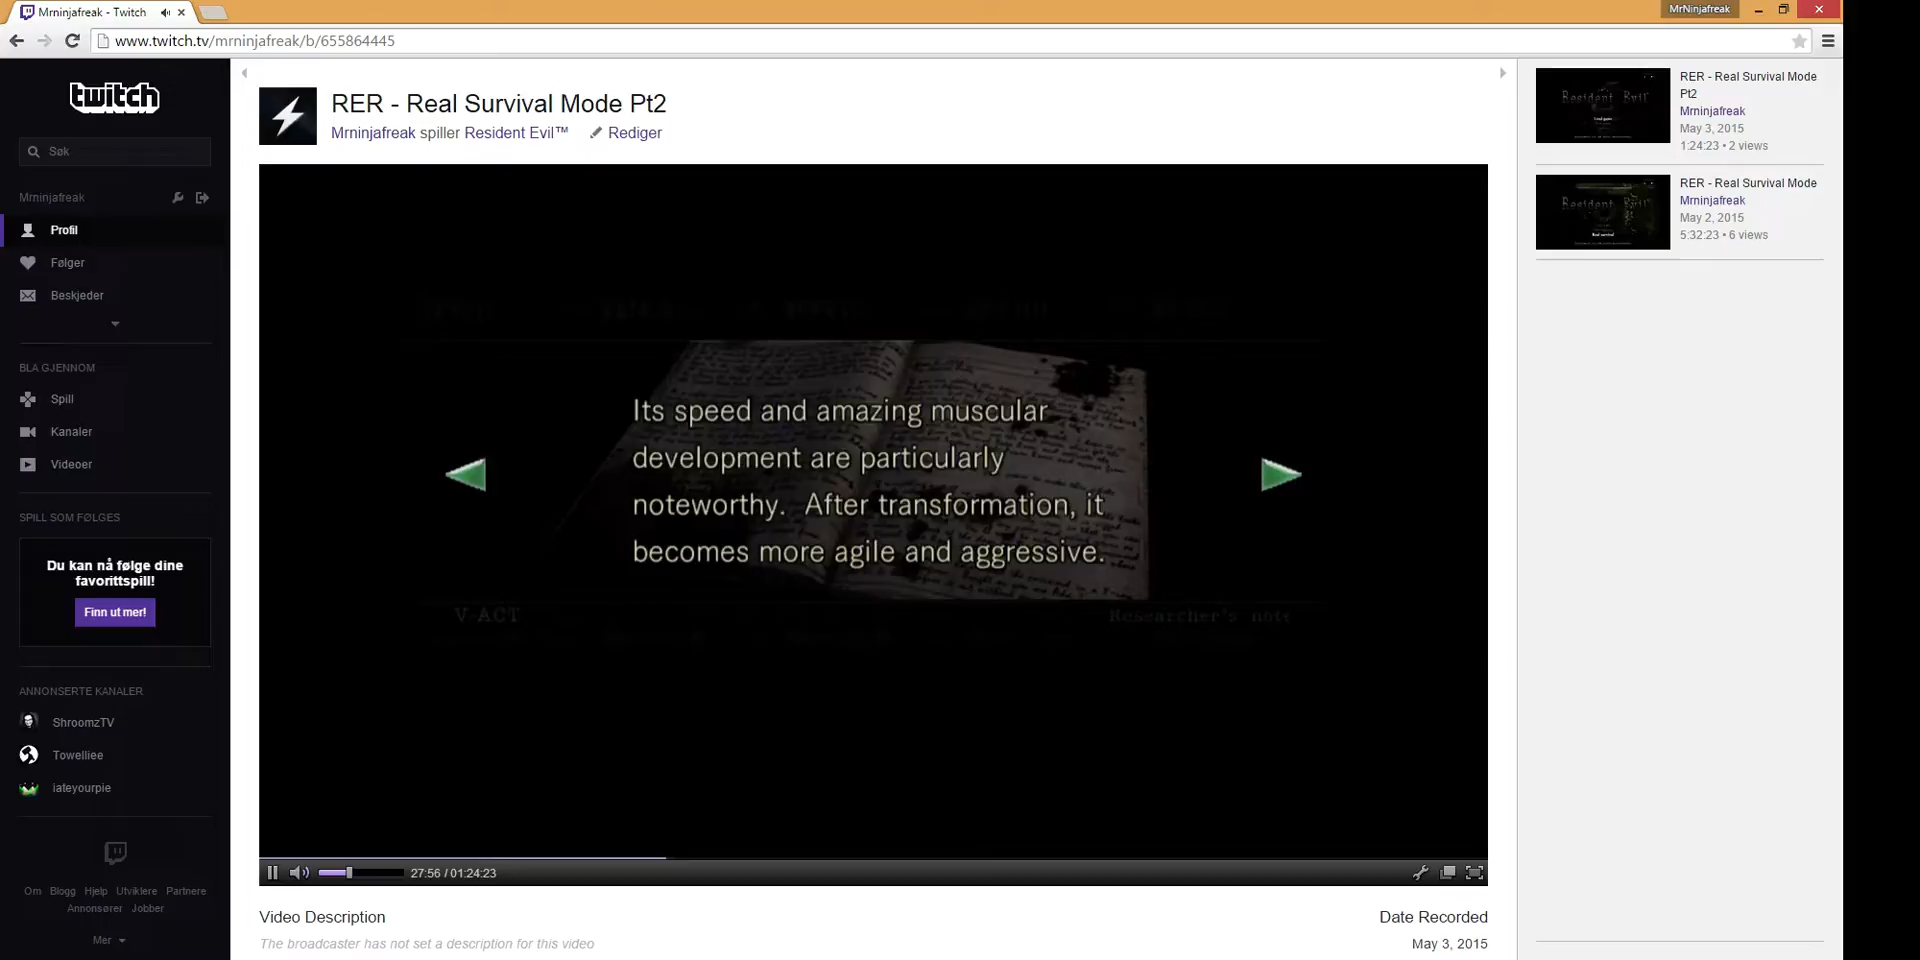 Mrninjafreak - Twitch
MrNinjafreak
www.twitch.tv/mrninjafreak/b/655864445
twitch
Søk
Mrninjafreak
Profil
Følger
Beskjeder
BLA GJENNOM
Spill
Kanaler
Videoer
SPILL SOM FØLGES
Du kan nå følge dine
favorittspill!
Finn ut mer!
ANNONSERTE KANALER
ShroomzTV
Towelliee
iateyourpie
Om Blogg Hjelp Utviklere Partnere
Annonsører Jobber
Mer
RER - Real Survival Mode Pt2
Mrninjafreak spiller Resident Evil™ Rediger
Its speed and amazing muscular
development are particularly
noteworthy. After transformation, it
becomes more agile and aggressive.
V-ACT Researcher's note
27:56 / 01:24:23
Video Description
The broadcaster has not set a description for this video
Date Recorded
May 3, 2015
Resident Evil
RER - Real Survival Mode
Pt2
Mrninjafreak
May 3, 2015
1:24:23 • 2 views
Resident Evil
Real survival
RER - Real Survival Mode
Mrninjafreak
May 2, 2015
5:32:23 • 6 views